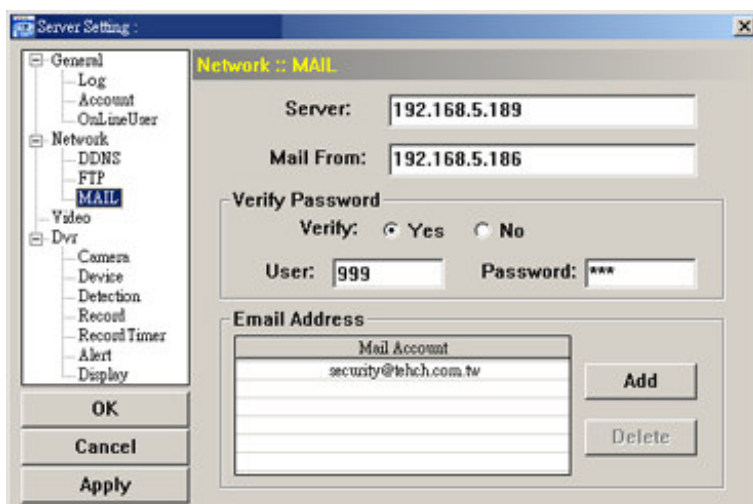 Server Setting :
General
Log
Account
OnLineUser
Network
DDNS
FTP
MAIL
Video
Dvr
Camera
Device
Detection
Record
Record Timer
Alert
Display
OK
Cancel
Apply
Network :: MAIL
Server: 192.168.5.189
Mail From: 192.168.5.186
Verify Password
Verify: Yes No
User: 999 Password: ***
Email Address
Mail Account
security@tehch.com.tw
Add
Delete